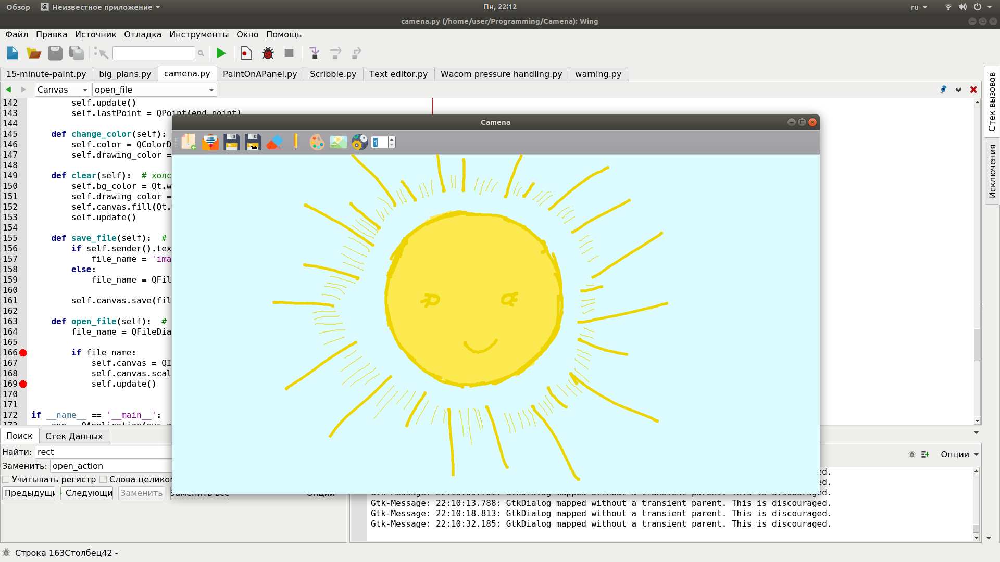 Обзор Неизвестное приложение Пн, 22:12 ru
camena.py (/home/user/Programming/Camena): Wing
Файл Правка Источник Отладка Инструменты Окно Помощь
15-minute-paint.py big_plans.py camena.py PaintOnAPanel.py Scribble.py Text editor.py Wacom pressure handling.py warning.py
Canvas open_file
Стек вызовов
Исключения
142 self.update()
143 self.lastPoint = QPoint(end_point)
144
145 def change_color(self):
146 self.color = QColorD
147 self.drawing_color =
148
149 def clear(self): # холс
150 self.bg_color = Qt.w
151 self.drawing_color =
152 self.canvas.fill(Qt.
153 self.update()
154
155 def save_file(self): #
156 if self.sender().tex
157 file_name = 'ima
158 else:
159 file_name = QFil
160
161 self.canvas.save(fil
162
163 def open_file(self): #
164 file_name = QFileDia
165
166 if file_name:
167 self.canvas = QI
168 self.canvas.scal
169 self.update()
170
171
172 if __name__ == '__main__':
Camena
Quick
1
Поиск Стек Данных
Найти: rect
Заменить: open_action
Учитывать регистр Слова целиком
Предыдущи Следующи Заменить Заменить все Опции
Опции
ed.
ed.
ed.
Gtk-Message: 22:10:13.788: GtkDialog mapped without a transient parent. This is discouraged.
Gtk-Message: 22:10:18.813: GtkDialog mapped without a transient parent. This is discouraged.
Gtk-Message: 22:10:32.185: GtkDialog mapped without a transient parent. This is discouraged.
Строка 163Столбец42 -